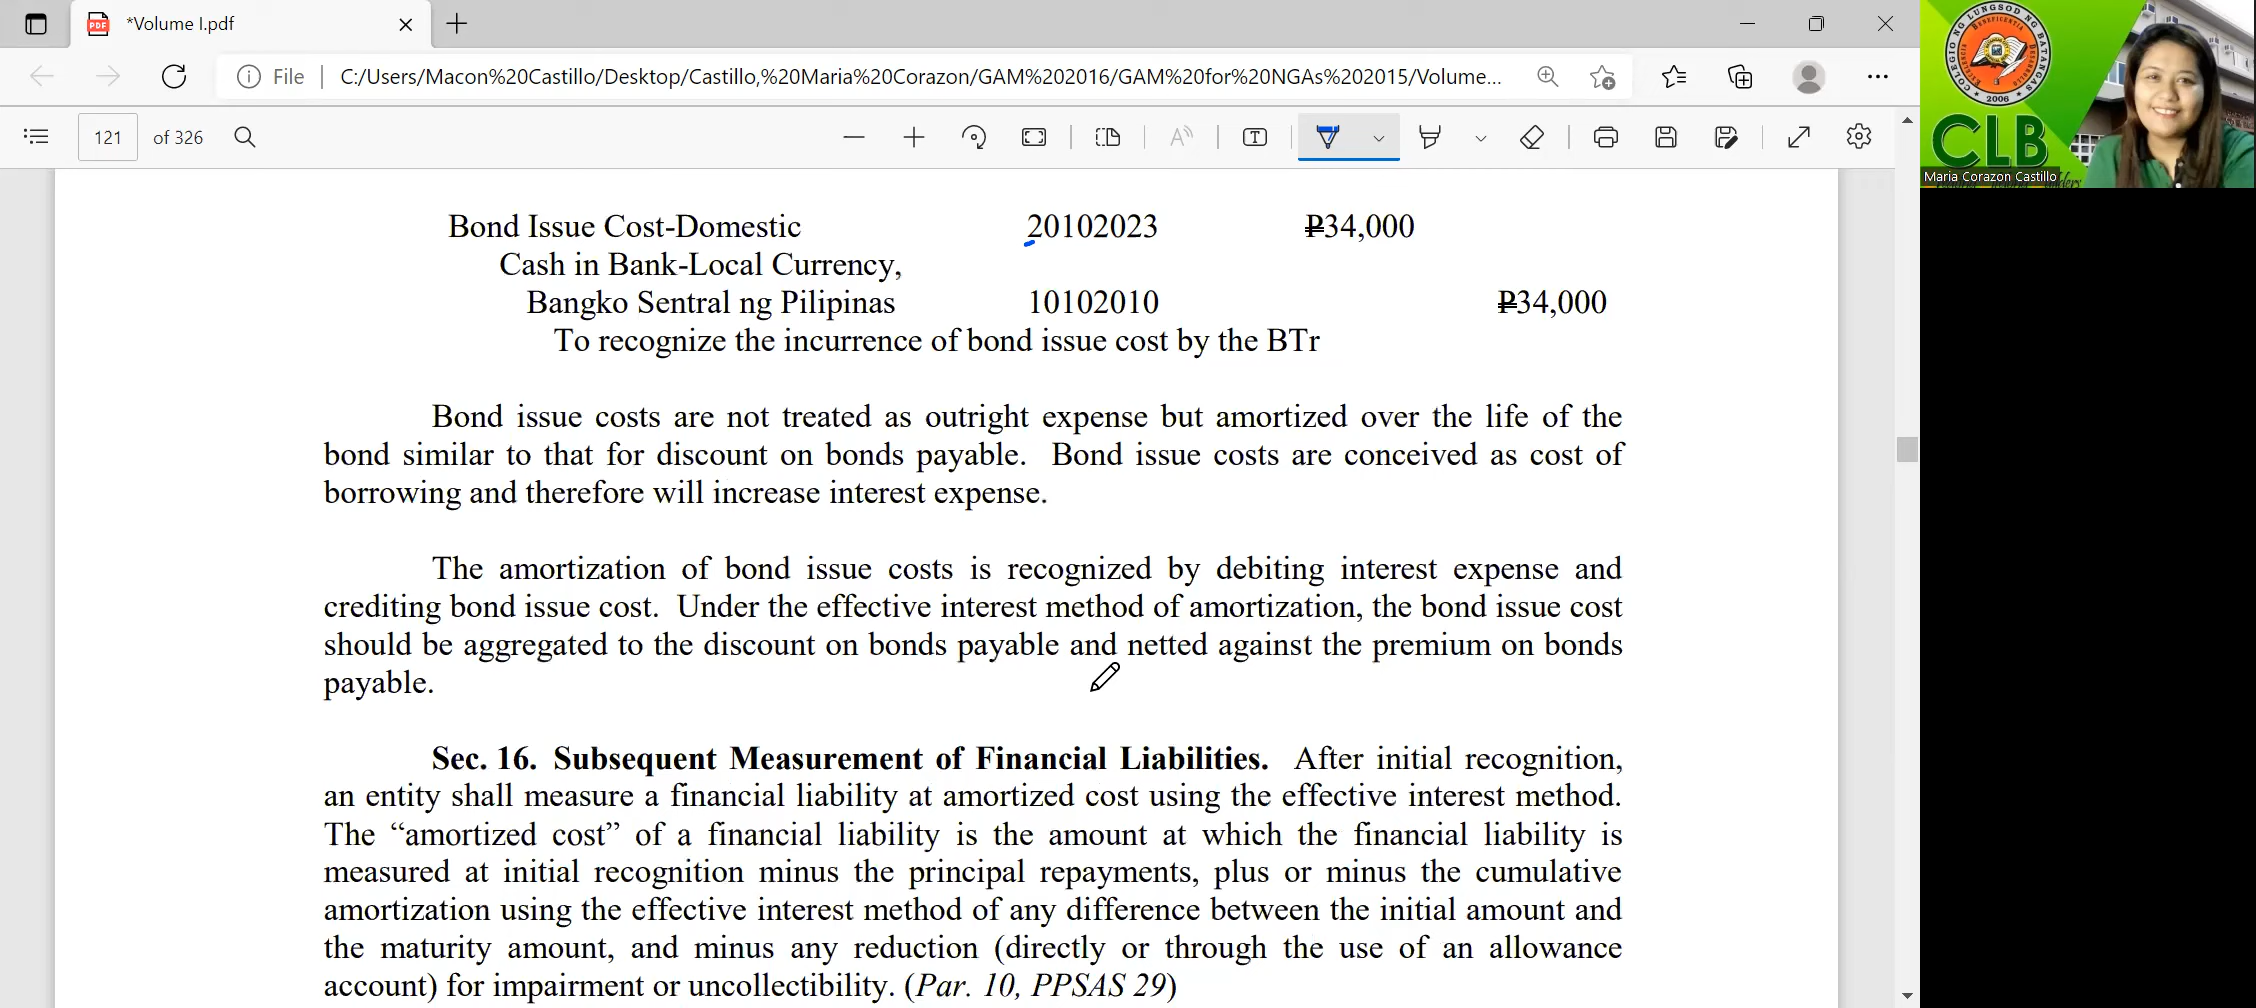 *Volume I.pdf
File
C:/Users/Macon%20Castillo/Desktop/Castillo,%20Maria%20Corazon/GAM%202016/GAM%20for%20NGAs%202015/Volume...
121 of 326
COLEGIO NG LUNGSOD NG BATANGAS
2006
CLB
Maria Corazon Castillo
Bond Issue Cost-Domestic 20102023 ₱34,000
Cash in Bank-Local Currency,
Bangko Sentral ng Pilipinas 10102010 ₱34,000
To recognize the incurrence of bond issue cost by the BTr
Bond issue costs are not treated as outright expense but amortized over the life of the
bond similar to that for discount on bonds payable. Bond issue costs are conceived as cost of
borrowing and therefore will increase interest expense.
The amortization of bond issue costs is recognized by debiting interest expense and
crediting bond issue cost. Under the effective interest method of amortization, the bond issue cost
should be aggregated to the discount on bonds payable and netted against the premium on bonds
payable.
Sec. 16. Subsequent Measurement of Financial Liabilities. After initial recognition,
an entity shall measure a financial liability at amortized cost using the effective interest method.
The “amortized cost” of a financial liability is the amount at which the financial liability is
measured at initial recognition minus the principal repayments, plus or minus the cumulative
amortization using the effective interest method of any difference between the initial amount and
the maturity amount, and minus any reduction (directly or through the use of an allowance
account) for impairment or uncollectibility. (Par. 10, PPSAS 29)